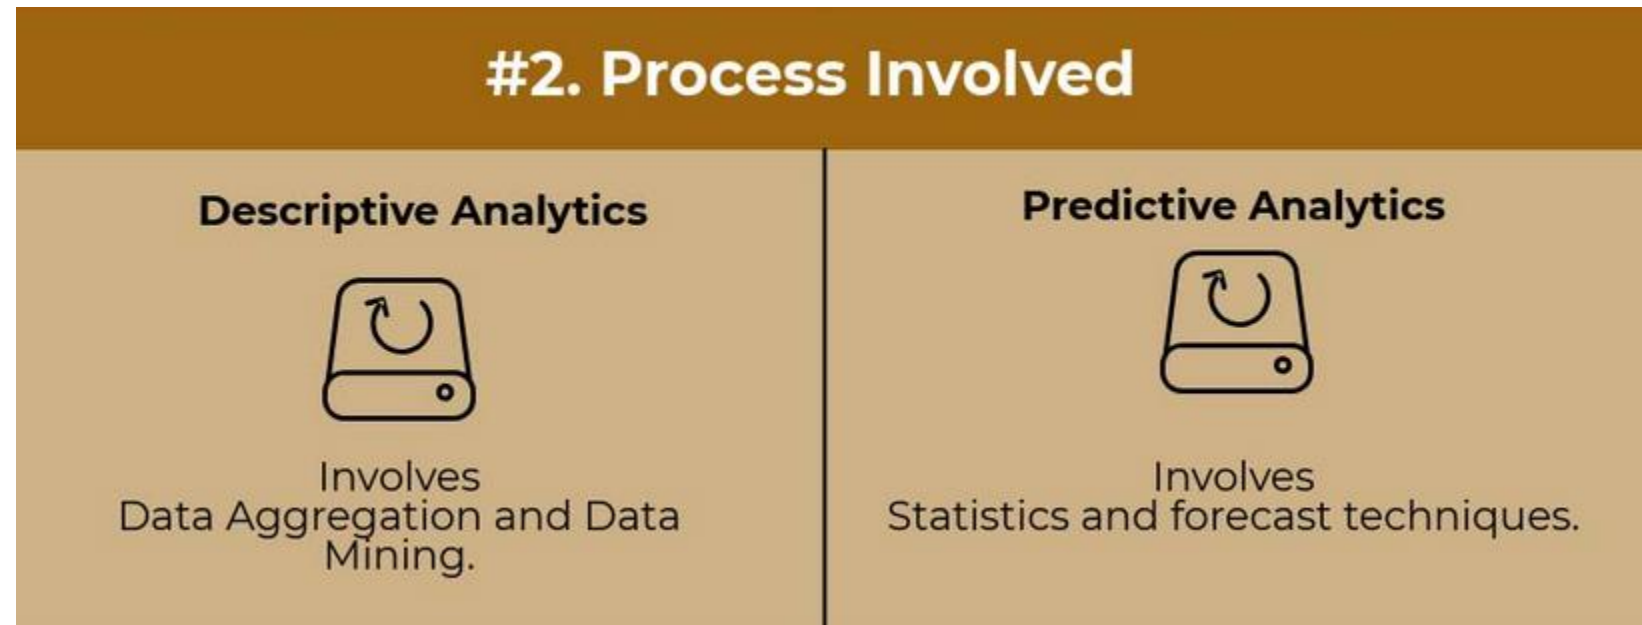 #2. Process Involved
Descriptive Analytics
Involves
Data Aggregation and Data
Mining.
Predictive Analytics
Involves
Statistics and forecast techniques.